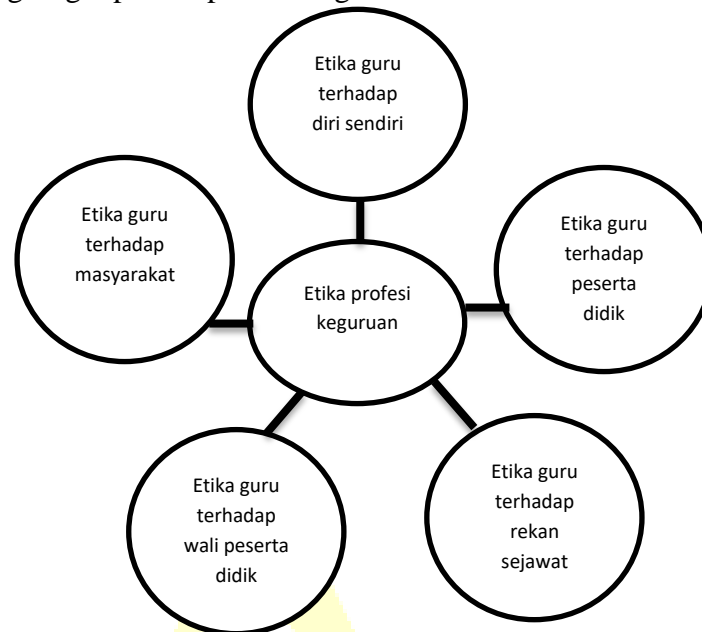 Etika guru
terhadap
diri sendiri
Etika guru
terhadap
masyarakat
Etika guru
terhadap
peserta
didik
Etika profesi
keguruan
Etika guru
terhadap
wali peserta
didik
Etika guru
terhadap
rekan
sejawat